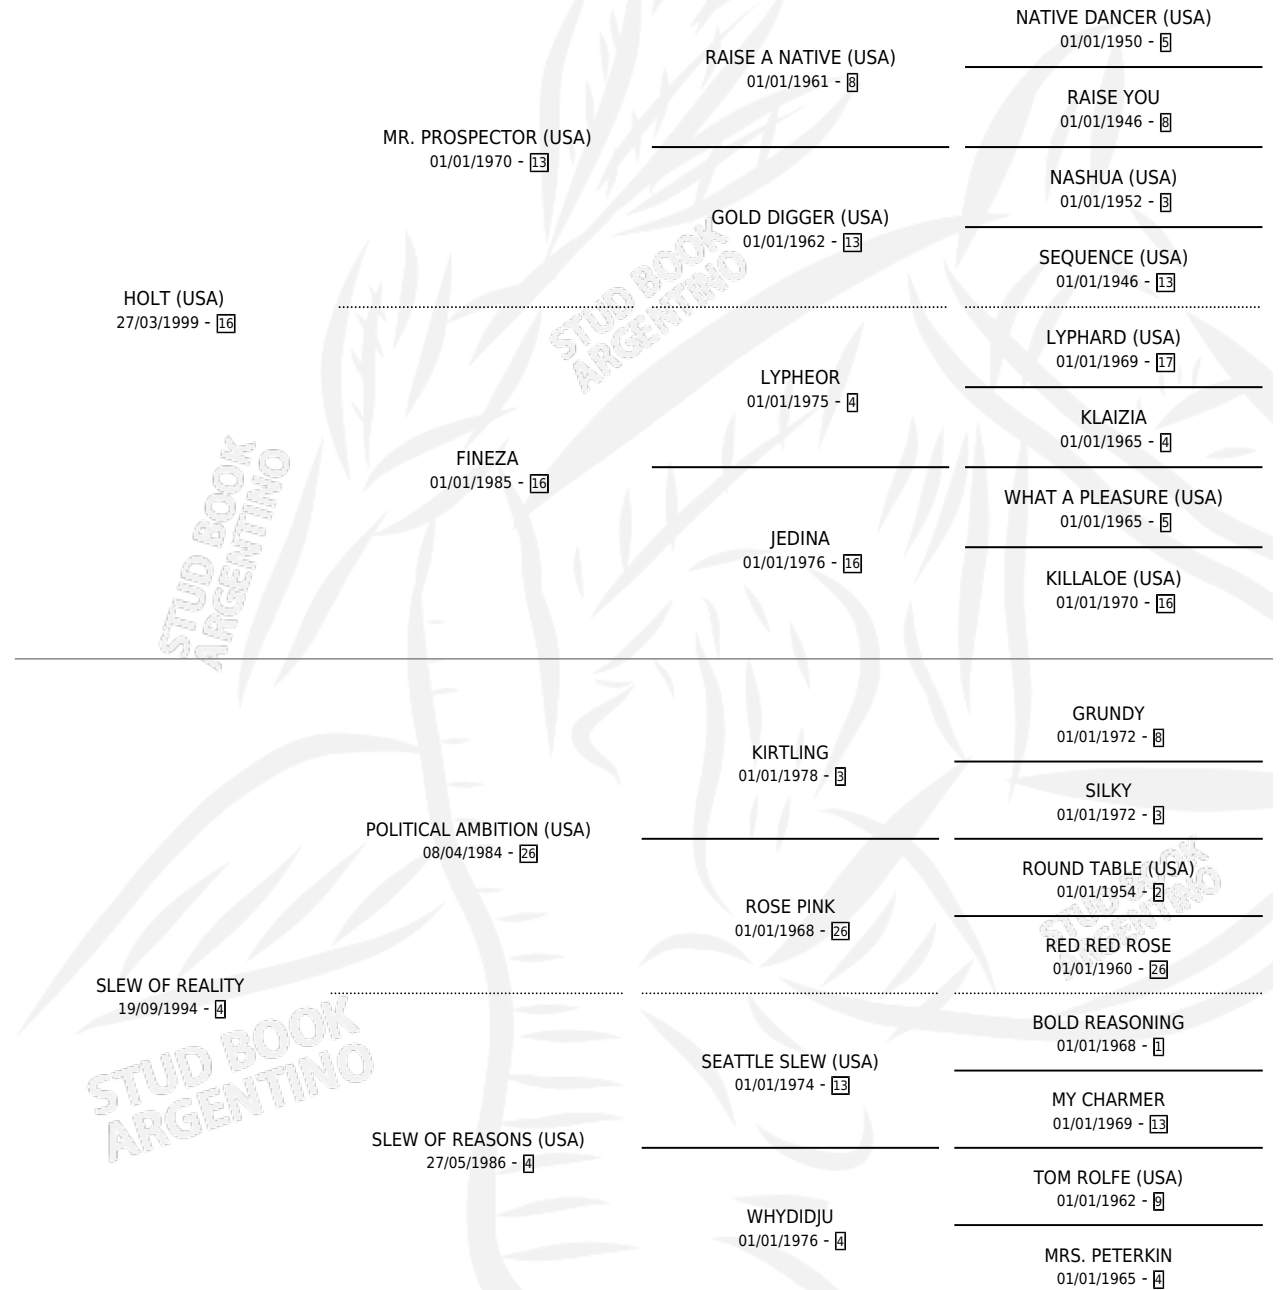 NATIVE DANCER (USA)
01/01/1950 - 5
RAISE A NATIVE (USA)
01/01/1961 - 8
RAISE YOU
01/01/1946 - 8
MR. PROSPECTOR (USA)
01/01/1970 - 13
NASHUA (USA)
01/01/1952 - 3
GOLD DIGGER (USA)
01/01/1962 - 13
SEQUENCE (USA)
01/01/1946 - 13
HOLT (USA)
27/03/1999 - 16
LYPHARD (USA)
01/01/1969 - 17
LYPHEOR
01/01/1975 - 4
KLAIZIA
01/01/1965 - 4
FINEZA
01/01/1985 - 16
WHAT A PLEASURE (USA)
01/01/1965 - 5
JEDINA
01/01/1976 - 16
KILLALOE (USA)
01/01/1970 - 16
STUD BOOK
ARGENTINO
STUD BOOK
ARGENTINO
GRUNDY
01/01/1972 - 8
KIRTLING
01/01/1978 - 3
SILKY
01/01/1972 - 3
POLITICAL AMBITION (USA)
08/04/1984 - 26
ROUND TABLE (USA)
01/01/1954 - 2
ROSE PINK
01/01/1968 - 26
RED RED ROSE
01/01/1960 - 26
STUD BOOK
ARGENTINO
SLEW OF REALITY
19/09/1994 - 4
BOLD REASONING
01/01/1968 - 1
SEATTLE SLEW (USA)
01/01/1974 - 13
MY CHARMER
01/01/1969 - 13
SLEW OF REASONS (USA)
27/05/1986 - 4
TOM ROLFE (USA)
01/01/1962 - 9
WHYDIDJU
01/01/1976 - 4
MRS. PETERKIN
01/01/1965 - 4
STUD BOOK
ARGENTINO